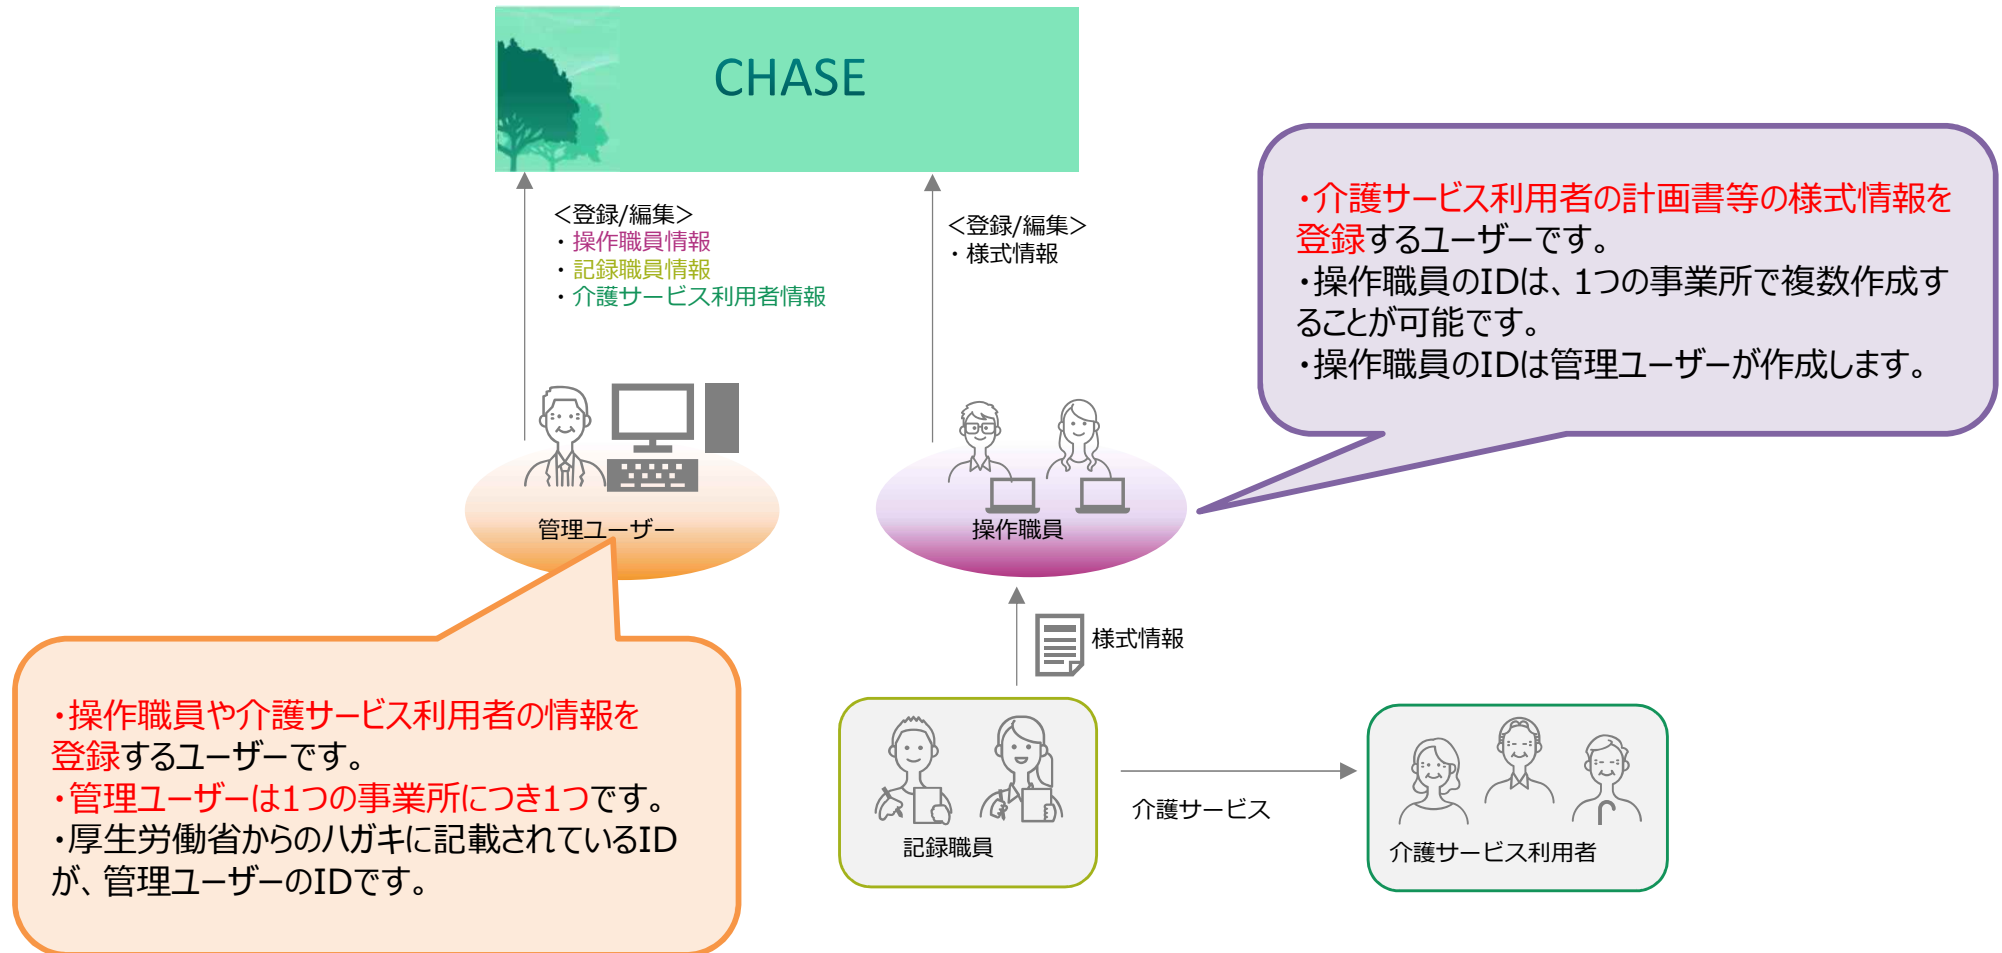 CHASE
＜登録/編集＞
・操作職員情報
・記録職員情報
・介護サービス利用者情報
＜登録/編集＞
・様式情報
・介護サービス利用者の計画書等の様式情報を
登録するユーザーです。
・操作職員のIDは、1つの事業所で複数作成す
ることが可能です。
・操作職員のIDは管理ユーザーが作成します。
管理ユーザー
操作職員
様式情報
・操作職員や介護サービス利用者の情報を
登録するユーザーです。
・管理ユーザーは1つの事業所につき1つです。
・厚生労働省からのハガキに記載されているID
が、管理ユーザーのIDです。
記録職員
介護サービス
介護サービス利用者